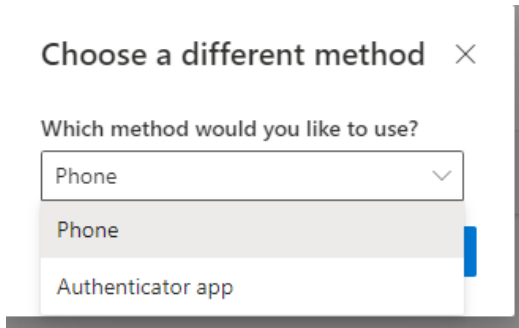 Choose a different method
Which method would you like to use?
Phone
Phone
Authenticator app